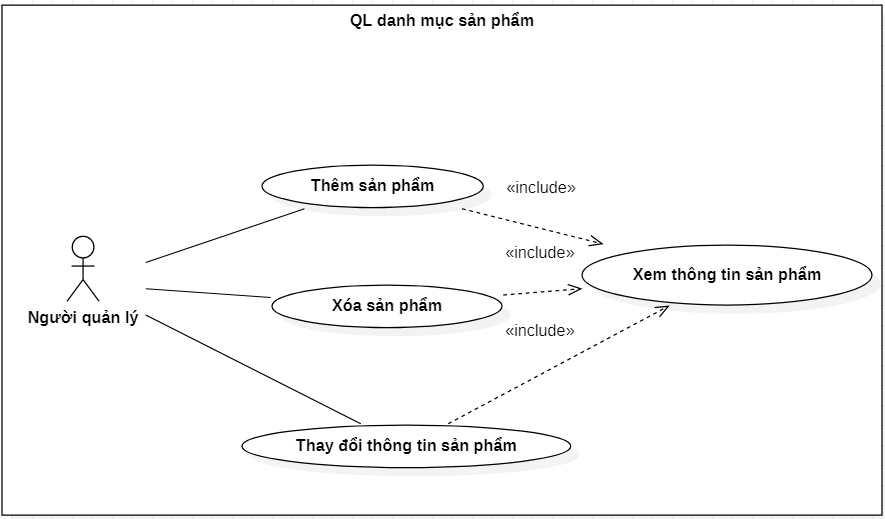 QL danh mục sản phẩm
Thêm sản phẩm
«include»
«include»
Xem thông tin sản phẩm
Xóa sản phẩm
Người quản lý
«include»
Thay đổi thông tin sản phẩm